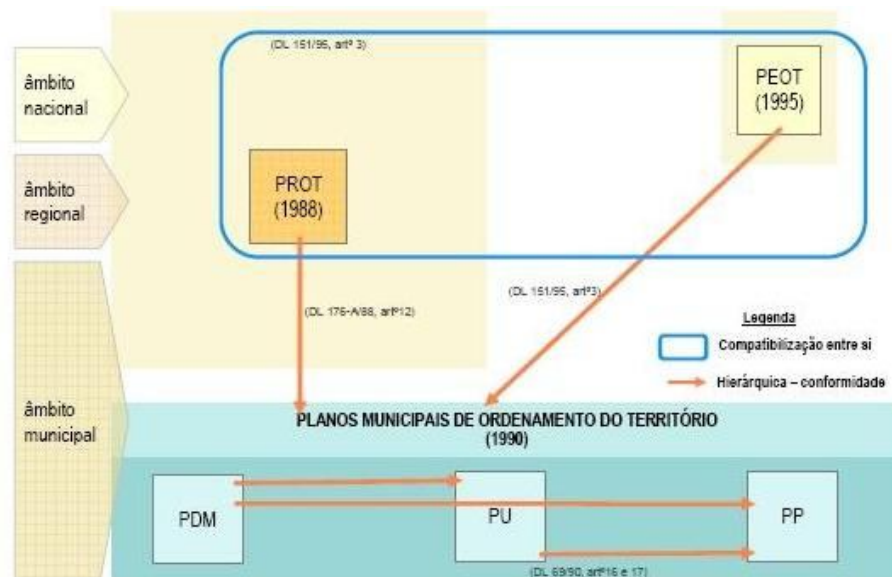 (DL 151/95, artº 3)
âmbito
nacional
PEOT
(1995)
âmbito
regional
PROT
(1988)
(DL 176-A/88, artº12)
(DL 151/95, artº3)
Legenda
Compatibilização entre si
Hierárquica – conformidade
âmbito
municipal
PLANOS MUNICIPAIS DE ORDENAMENTO DO TERRITÓRIO
(1990)
PDM
PU
PP
(DL 69/90, artº16 e 17)